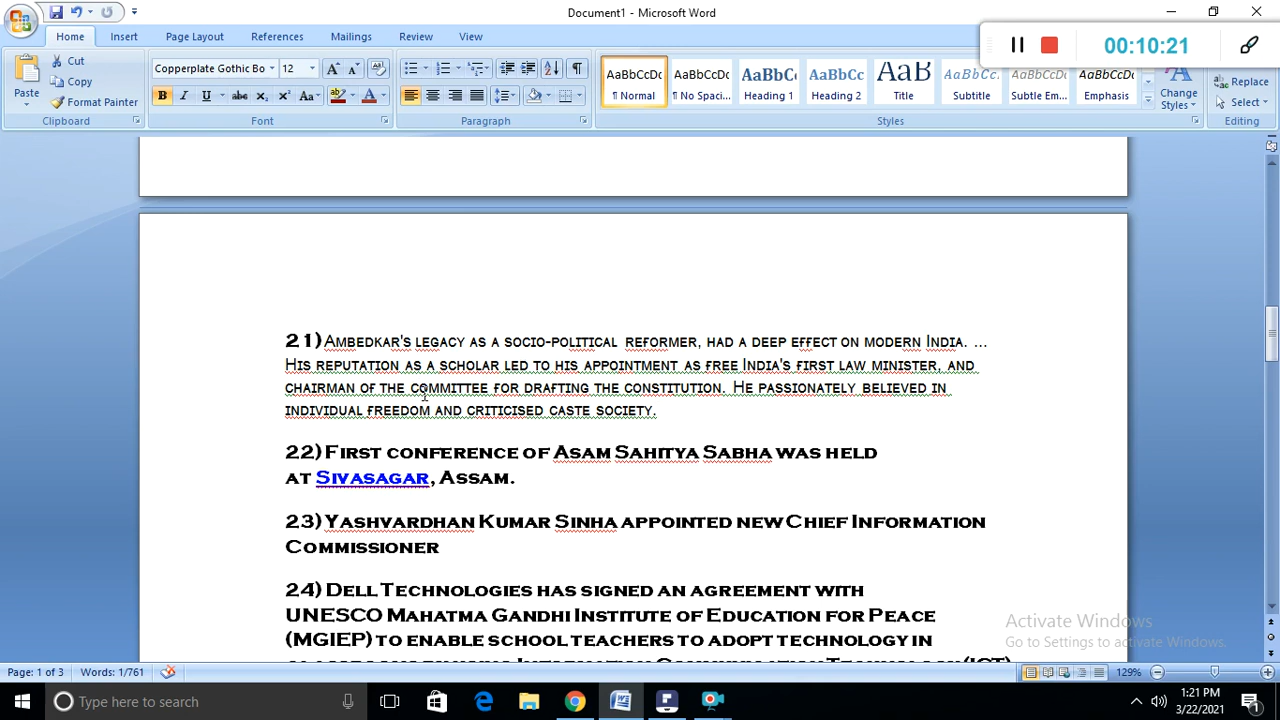 Document1 - Microsoft Word
Home Insert Page Layout References Mailings Review View
00:10:21
Paste
Cut
Copy
Format Painter
Clipboard
Copperplate Gothic Bo 12
Font
Paragraph
AaBbCcDc AaBbCcDc AaBbC AaBbCc AaB AaBbCc. AaBbCcDc AaBbCcDc
¶ Normal ¶ No Spaci... Heading 1 Heading 2 Title Subtitle Subtle Em... Emphasis
Change Styles
Styles
Replace
Select
Editing
21) Ambedkar's legacy as a socio-political reformer, had a deep effect on modern India. ...
His reputation as a scholar led to his appointment as free India's first law minister, and
chairman of the committee for drafting the constitution. He passionately believed in
individual freedom and criticised caste society.
22) First conference of Asam Sahitya Sabha was held
at Sivasagar, Assam.
23) Yashvardhan Kumar Sinha appointed new Chief Information
Commissioner
24) Dell Technologies has signed an agreement with
UNESCO Mahatma Gandhi Institute of Education for Peace
(MGIEP) to enable school teachers to adopt technology in
Activate Windows
Go to Settings to activate Windows.
Page: 1 of 3 Words: 1/761 129%
Type here to search
1:21 PM
3/22/2021